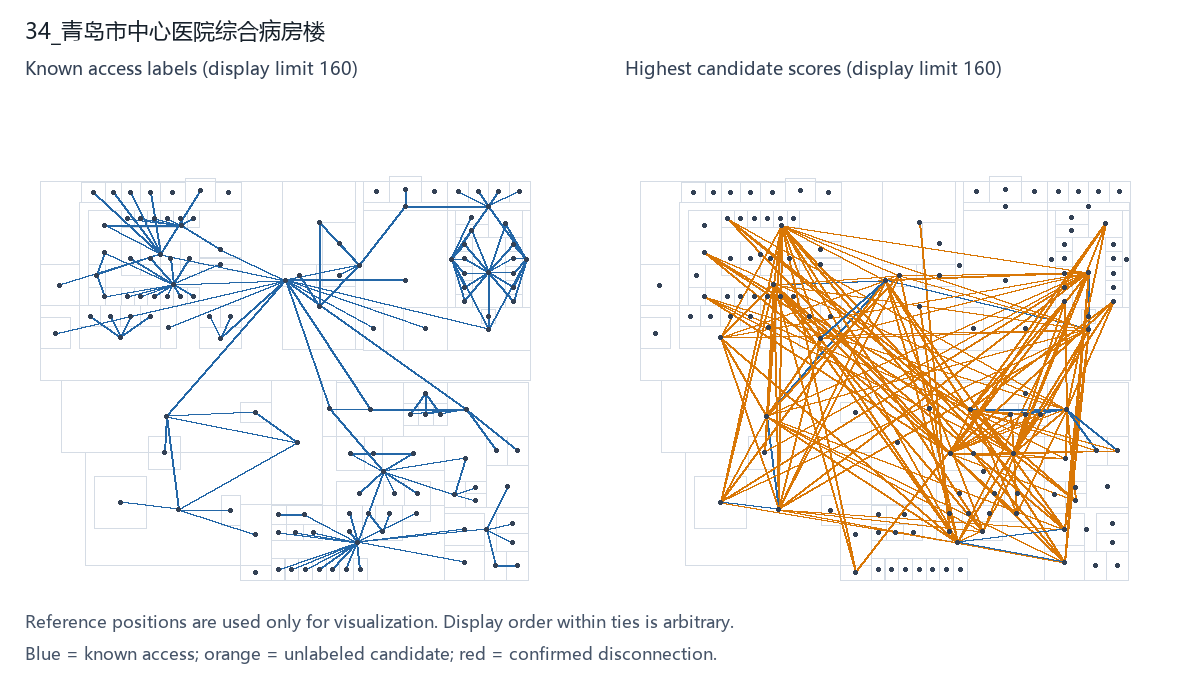 34_青岛市中心医院综合病房楼
Known access labels (display limit 160)
Highest candidate scores (display limit 160)
Reference positions are used only for visualization. Display order within ties is arbitrary.
Blue = known access; orange = unlabeled candidate; red = confirmed disconnection.